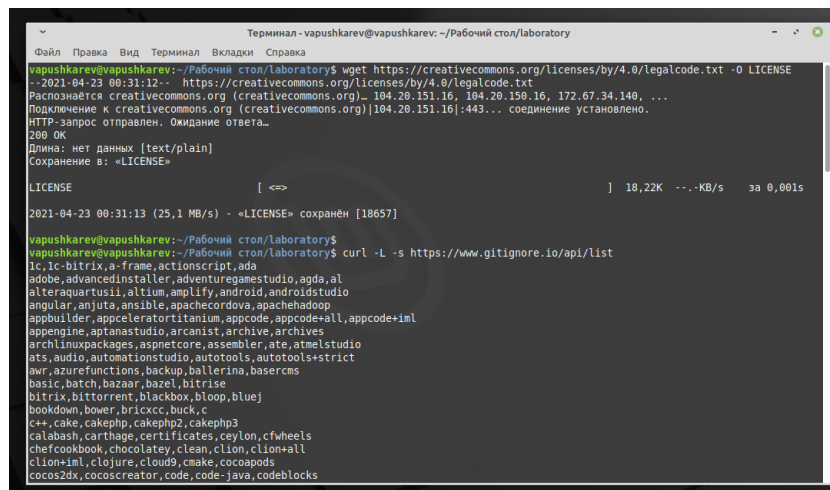 Терминал - vapushkarev@vapushkarev: ~/Рабочий стол/laboratory
Файл Правка Вид Терминал Вкладки Справка
vapushkarev@vapushkarev:~/Рабочий стол/laboratory$ wget https://creativecommons.org/licenses/by/4.0/legalcode.txt -O LICENSE
--2021-04-23 00:31:12-- https://creativecommons.org/licenses/by/4.0/legalcode.txt
Распознаётся creativecommons.org (creativecommons.org)… 104.20.151.16, 104.20.150.16, 172.67.34.140, ...
Подключение к creativecommons.org (creativecommons.org)|104.20.151.16|:443... соединение установлено.
HTTP-запрос отправлен. Ожидание ответа…
200 OK
Длина: нет данных [text/plain]
Сохранение в: «LICENSE»
LICENSE [ <=> ] 18,22K --.-KB/s за 0,001s
2021-04-23 00:31:13 (25,1 MB/s) - «LICENSE» сохранён [18657]
vapushkarev@vapushkarev:~/Рабочий стол/laboratory$
vapushkarev@vapushkarev:~/Рабочий стол/laboratory$ curl -L -s https://www.gitignore.io/api/list
1c,1c-bitrix,a-frame,actionscript,ada
adobe,advancedinstaller,adventuregamestudio,agda,al
alteraquartusii,altium,amplify,android,androidstudio
angular,anjuta,ansible,apachecordova,apachehadoop
appbuilder,appceleratortitanium,appcode,appcode+all,appcode+iml
appengine,aptanastudio,arcanist,archive,archives
archlinuxpackages,aspnetcore,assembler,ate,atmelstudio
ats,audio,automationstudio,autotools,autotools+strict
awr,azurefunctions,backup,ballerina,basercms
basic,batch,bazaar,bazel,bitrise
bitrix,bittorrent,blackbox,bloop,bluej
bookdown,bower,bricxcc,buck,c
c++,cake,cakephp,cakephp2,cakephp3
calabash,carthage,certificates,ceylon,cfwheels
chefcookbook,chocolatey,clean,clion,clion+all
clion+iml,clojure,cloud9,cmake,cocoapods
cocos2dx,cocoscreator,code,code-java,codeblocks